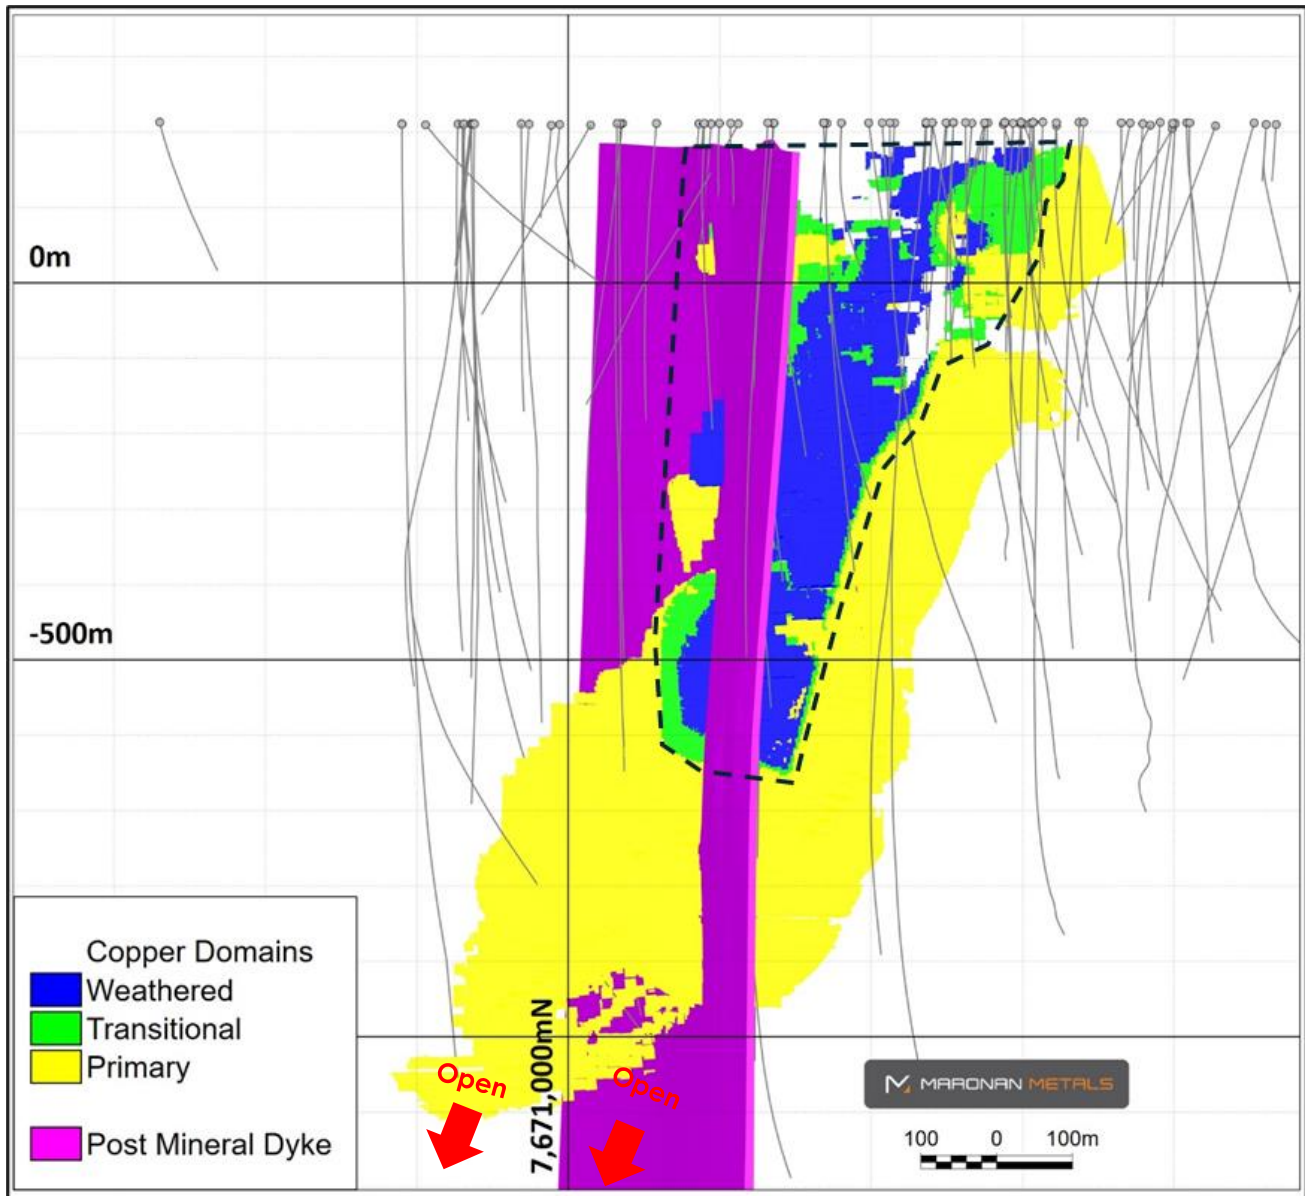 0m
-500m
Copper Domains
Weathered
Transitional
Primary
Post Mineral Dyke
Open
Open
7,671,000mN
MARONAN METALS
100 0 100m